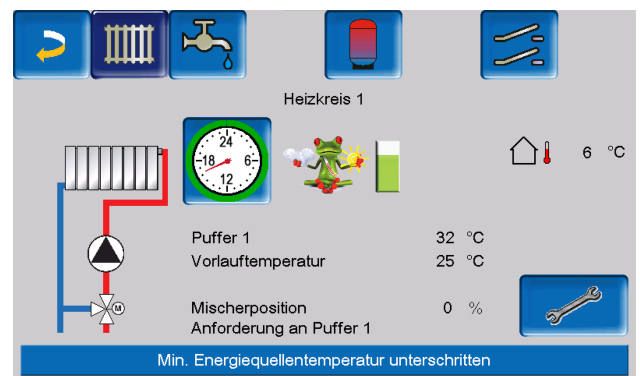 Heizkreis 1
24
18 6
12
6 °C
Puffer 1 32 °C
Vorlauftemperatur 25 °C
M
Mischerposition 0 %
Anforderung an Puffer 1
Min. Energiequellentemperatur unterschritten